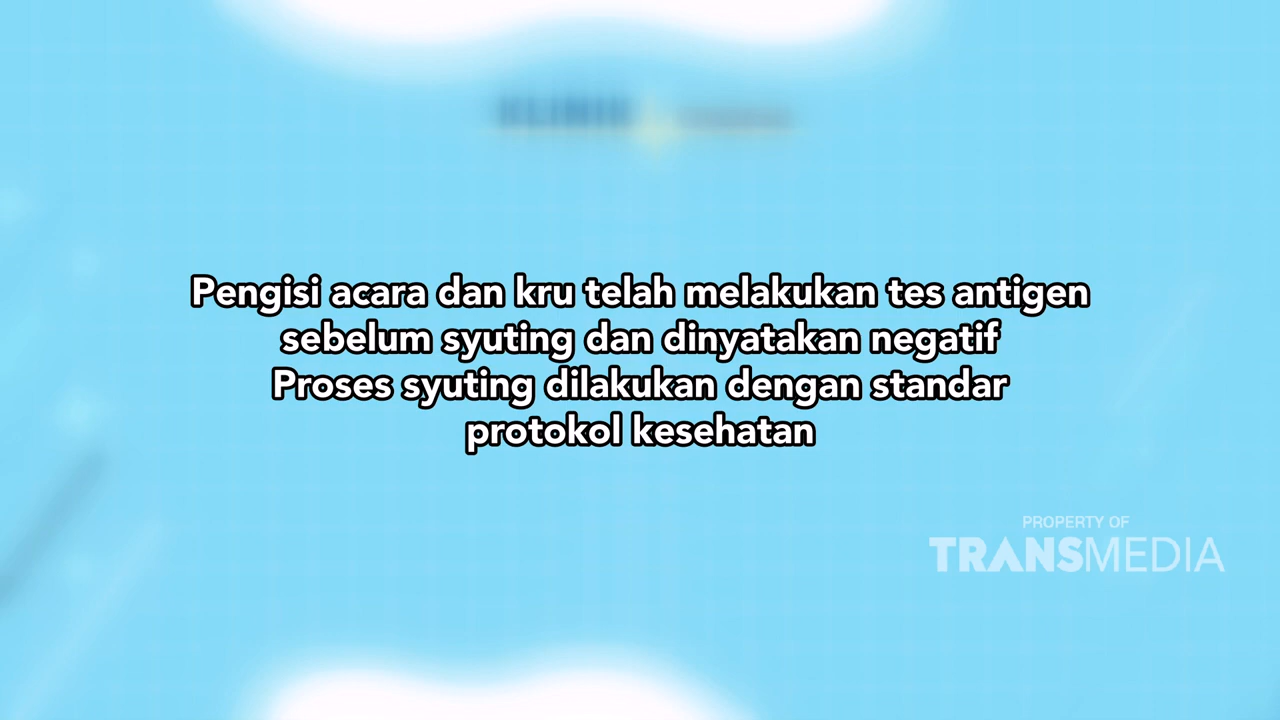 Pengisi acara dan kru telah melakukan tes antigen
sebelum syuting dan dinyatakan negatif
Proses syuting dilakukan dengan standar
protokol kesehatan
PROPERTY OF
TRANSMEDIA